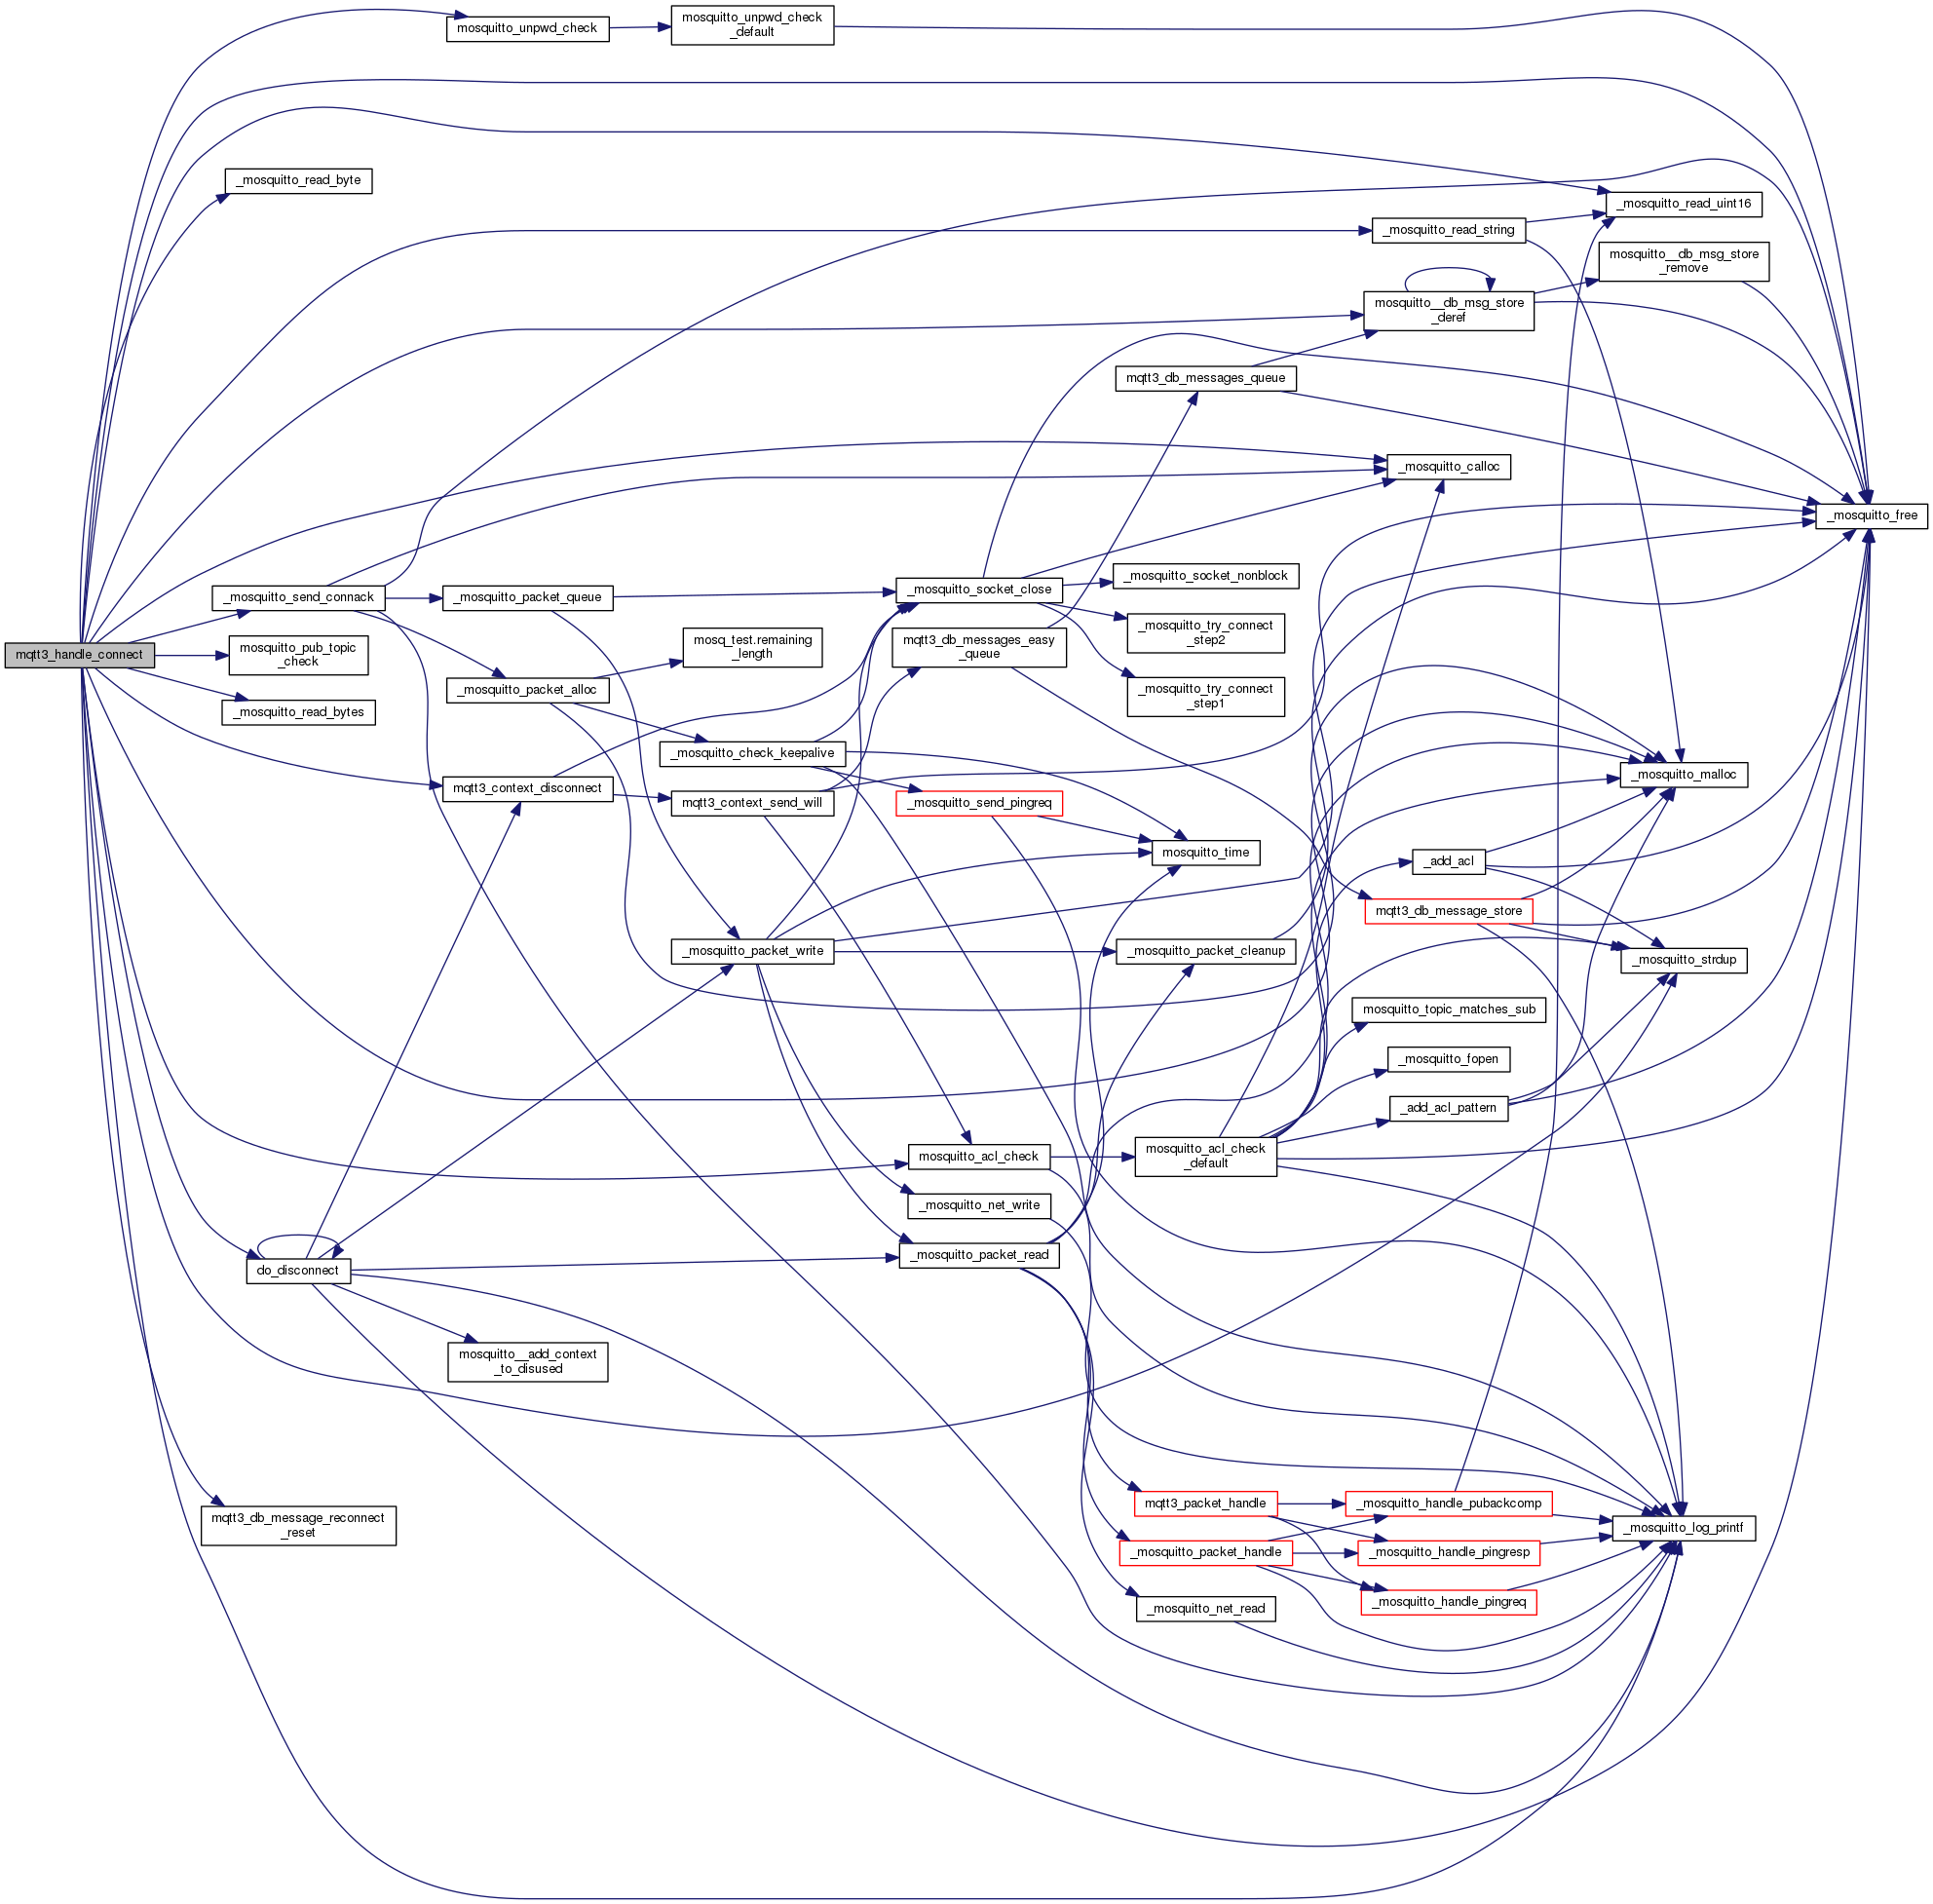 mosquitto_unpwd_check
mosquitto_unpwd_check
_default
_mosquitto_read_byte
_mosquitto_read_uint16
_mosquitto_read_string
mosquitto__db_msg_store
_remove
mosquitto__db_msg_store
_deref
mqtt3_db_messages_queue
_mosquitto_calloc
_mosquitto_free
_mosquitto_socket_nonblock
_mosquitto_socket_close
_mosquitto_send_connack
_mosquitto_packet_queue
_mosquitto_try_connect
_step2
mqtt3_handle_connect
mosquitto_pub_topic
_check
mosq_test.remaining
_length
mqtt3_db_messages_easy
_queue
_mosquitto_packet_alloc
_mosquitto_try_connect
_step1
_mosquitto_read_bytes
_mosquitto_check_keepalive
_mosquitto_malloc
mqtt3_context_disconnect
mqtt3_context_send_will
_mosquitto_send_pingreq
mosquitto_time
_add_acl
mqtt3_db_message_store
_mosquitto_packet_write
_mosquitto_packet_cleanup
_mosquitto_strdup
mosquitto_topic_matches_sub
_mosquitto_fopen
_add_acl_pattern
mosquitto_acl_check
mosquitto_acl_check
_default
_mosquitto_net_write
_mosquitto_packet_read
do_disconnect
mosquitto__add_context
_to_disused
mqtt3_packet_handle
_mosquitto_handle_pubackcomp
mqtt3_db_message_reconnect
_reset
_mosquitto_log_printf
_mosquitto_packet_handle
_mosquitto_handle_pingresp
_mosquitto_handle_pingreq
_mosquitto_net_read